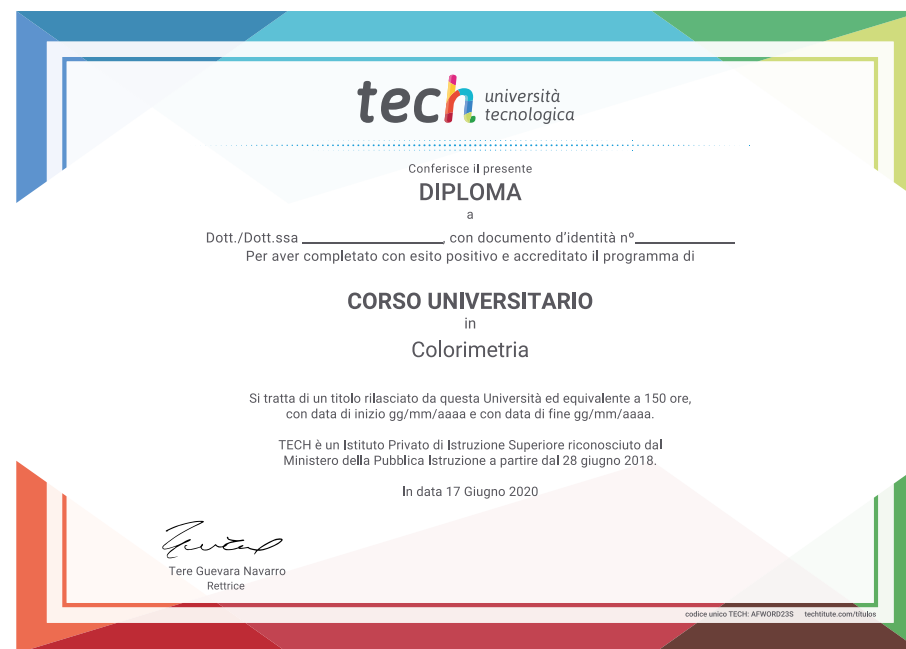 tech università
tecnologica
Conferisce il presente
DIPLOMA
a
Dott./Dott.ssa ____________________, con documento d'identità nº______________
Per aver completato con esito positivo e accreditato il programma di
CORSO UNIVERSITARIO
in
Colorimetria
Si tratta di un titolo rilasciato da questa Università ed equivalente a 150 ore,
con data di inizio gg/mm/aaaa e con data di fine gg/mm/aaaa.
TECH è un Istituto Privato di Istruzione Superiore riconosciuto dal
Ministero della Pubblica Istruzione a partire dal 28 giugno 2018.
In data 17 Giugno 2020
Tere Guevara Navarro
Rettrice
codice unico TECH: AFWORD23S techtitute.com/titulos